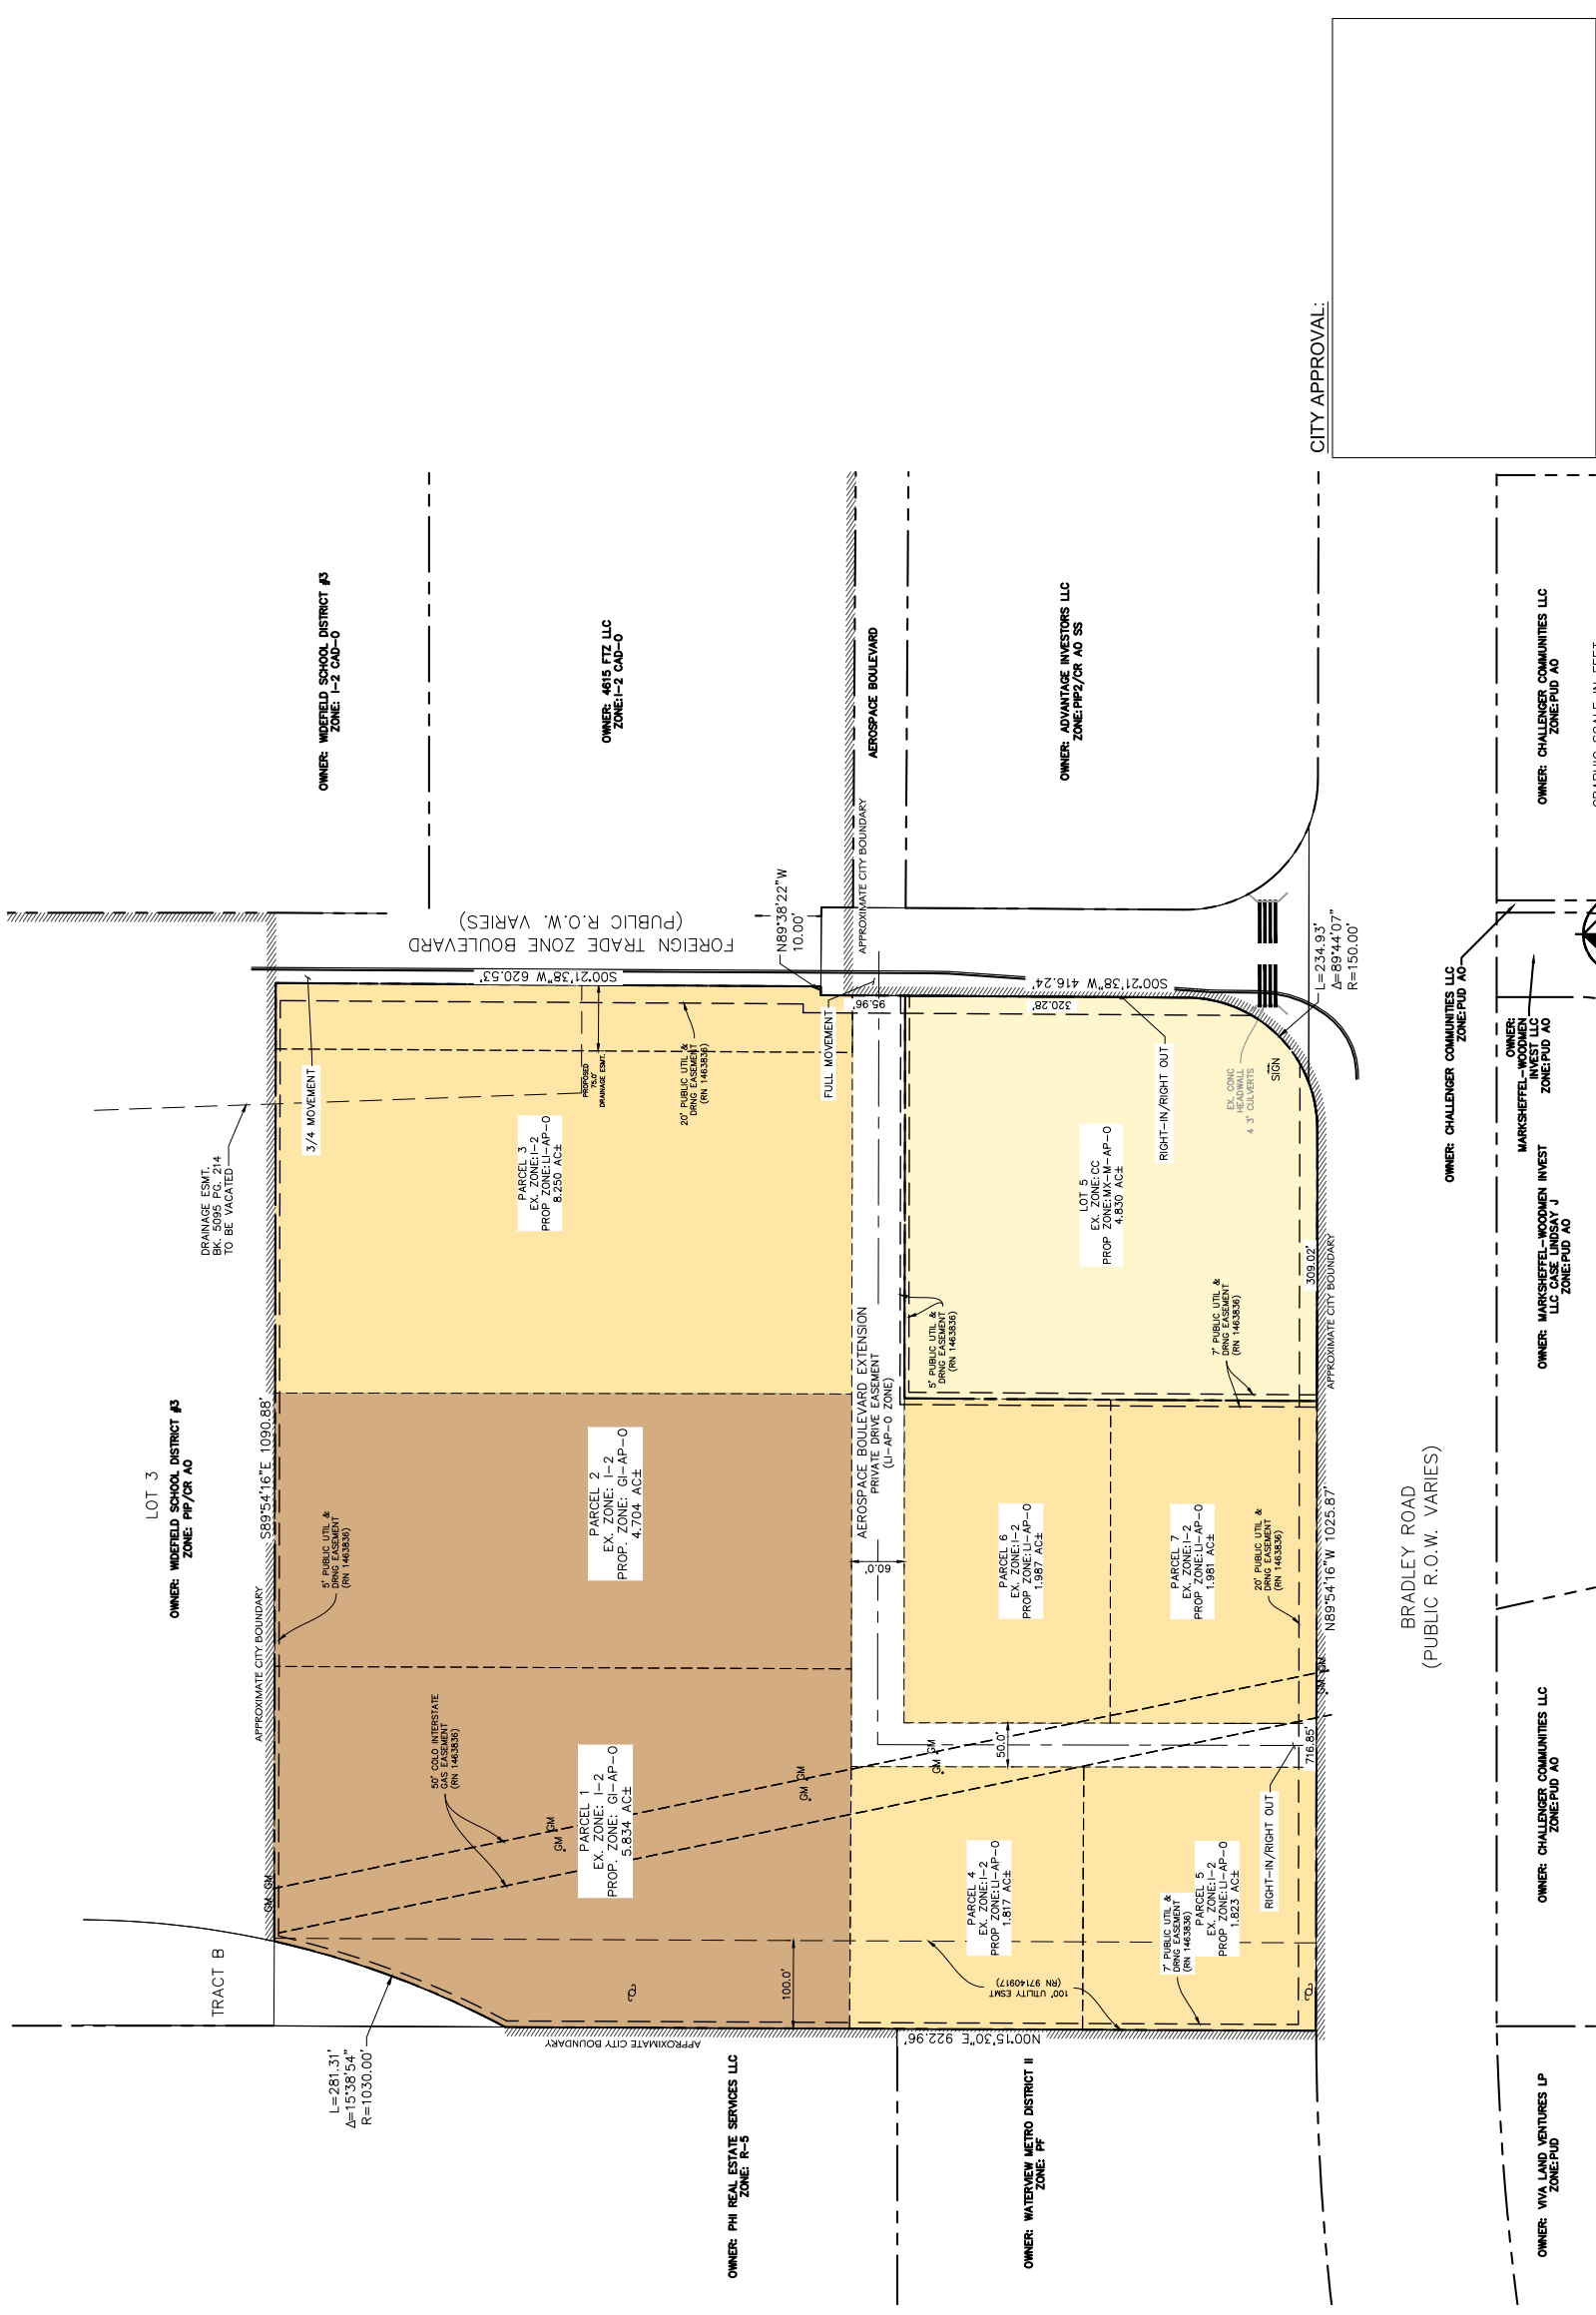 LOT 3
OWNER: WIDEFIELD SCHOOL DISTRICT #3
ZONE: PIP/CR AO
DRAINAGE ESMT.
BK. 5095 PG. 214
TO BE VACATED
TRACT B
APPROXIMATE CITY BOUNDARY
S89°54'16"E 1090.88'
L=281.31'
Δ=15°38'54"
R=1030.00'
5' PUBLIC UTIL &
DRNG EASEMENT
(RN 1463836)
3/4 MOVEMENT
OWNER: WIDEFIELD SCHOOL DISTRICT #3
ZONE: I-2 CAD-O
50' COLO INTERSTATE
GAS EASEMENT
(RN 1463836)
GM GM
GM
GM
GM GM
GM
GM
GM GM
FOREIGN TRADE ZONE BOULEVARD
(PUBLIC R.O.W. VARIES)
S00°21'38"W 620.53'
PARCEL 1
EX. ZONE: I-2
PROP. ZONE: GI-AP-O
5.834 AC±
PARCEL 2
EX. ZONE: I-2
PROP. ZONE: GI-AP-O
4.704 AC±
PARCEL 3
EX. ZONE:I-2
PROP ZONE:LI-AP-O
8.250 AC±
PROPOSED
75.0'
DRAINAGE ESMT.
20' PUBLIC UTIL &
DRNG EASEMENT
(RN 1463836)
OWNER: 4615 FTZ LLC
ZONE:I-2 CAD-O
APPROXIMATE CITY BOUNDARY
OWNER: PHI REAL ESTATE SERVICES LLC
ZONE: R-5
100.0'
N89°38'22"W
10.00'
FULL MOVEMENT
APPROXIMATE CITY BOUNDARY
AEROSPACE BOULEVARD
AEROSPACE BOULEVARD EXTENSION
PRIVATE DRIVE EASEMENT
(LI-AP-O ZONE)
60.0'
95.96'
N00°15'30"E 922.96'
OWNER: WATERVIEW METRO DISTRICT II
ZONE: PF
5' PUBLIC UTIL &
DRNG EASEMENT
(RN 1463836)
PARCEL 4
EX. ZONE:I-2
PROP ZONE:LI-AP-O
1.817 AC±
100' UTILITY ESMT
(RN 97140917)
50.0'
PARCEL 6
EX. ZONE:I-2
PROP ZONE:LI-AP-O
1.987 AC±
320.28'
S00°21'38"W 416.24'
OWNER: ADVANTAGE INVESTORS LLC
ZONE:PIP2/CR AO SS
LOT 5
EX. ZONE:CC
PROP ZONE:MX-M-AP-O
4.830 AC±
RIGHT-IN/RIGHT OUT
7' PUBLIC UTIL &
DRNG EASEMENT
(RN 1463836)
PARCEL 5
EX. ZONE:I-2
PROP ZONE:LI-AP-O
1.823 AC±
PARCEL 7
EX. ZONE:I-2
PROP ZONE:LI-AP-O
1.981 AC±
7' PUBLIC UTIL &
DRNG EASEMENT
(RN 1463836)
EX. CONC
HEADWALL
4 3' CULVERTS
SIGN
20' PUBLIC UTIL &
DRNG EASEMENT
(RN 1463836)
RIGHT-IN/RIGHT OUT
716.85'
309.02'
N89°54'16"W 1025.87'
APPROXIMATE CITY BOUNDARY
L=234.93'
Δ=89°44'07"
R=150.00'
CITY APPROVAL:
BRADLEY ROAD
(PUBLIC R.O.W. VARIES)
OWNER: CHALLENGER COMMUNITIES LLC
ZONE:PUD AO
OWNER:
MARKSHEFFEL-WOODMEN
INVEST LLC
ZONE:PUD AO
OWNER: VIVA LAND VENTURES LP
ZONE:PUD
OWNER: CHALLENGER COMMUNITIES LLC
ZONE:PUD AO
OWNER: MARKSHEFFEL-WOODMEN INVEST
LLC CASE LINDSAY J
ZONE:PUD AO
OWNER: CHALLENGER COMMUNITIES LLC
ZONE:PUD AO